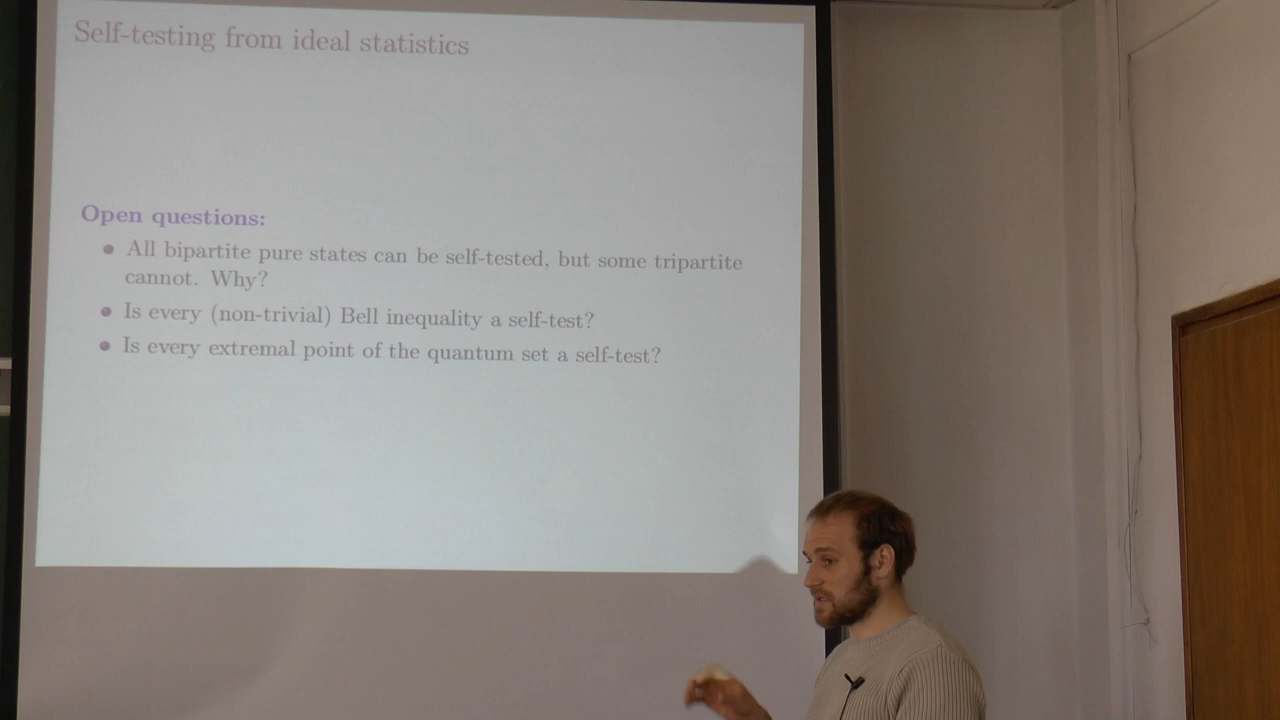 Self-testing from ideal statistics
Open questions:
All bipartite pure states can be self-tested, but some tripartite
cannot. Why?
Is every (non-trivial) Bell inequality a self-test?
Is every extremal point of the quantum set a self-test?